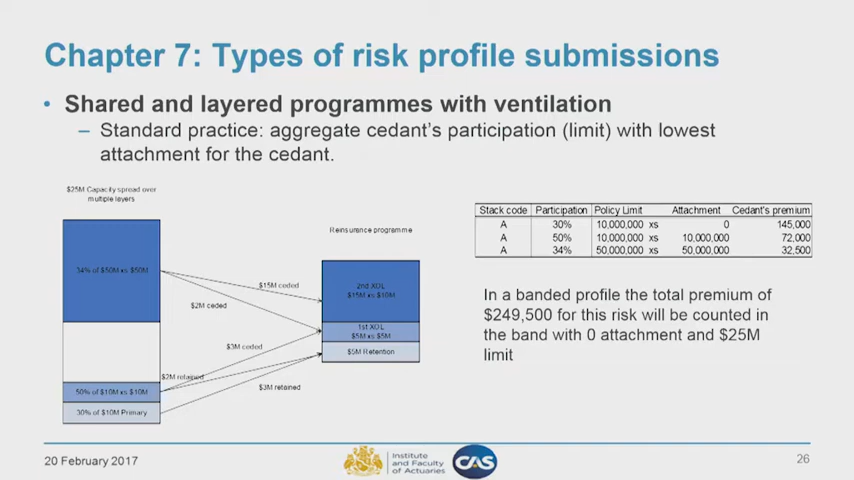 Chapter 7: Types of risk profile submissions
• Shared and layered programmes with ventilation
– Standard practice: aggregate cedant's participation (limit) with lowest
attachment for the cedant.
$25M Capacity spread over
multiple layers
34% of $50M xs $50M
50% of $10M xs $10M
30% of $10M Primary
$15M ceded
$2M ceded
$3M ceded
$2M retained
$3M retained
Reinsurance programme
2nd XOL
$15M xs $10M
1st XOL
$5M xs $5M
$5M Retention
Stack code Participation Policy Limit Attachment Cedant's premium
A 30% 10,000,000 xs 0 145,000
A 50% 10,000,000 xs 10,000,000 72,000
A 34% 50,000,000 xs 50,000,000 32,500
In a banded profile the total premium of
$249,500 for this risk will be counted in
the band with 0 attachment and $25M
limit
20 February 2017
Institute
and Faculty
of Actuaries
CAS
26